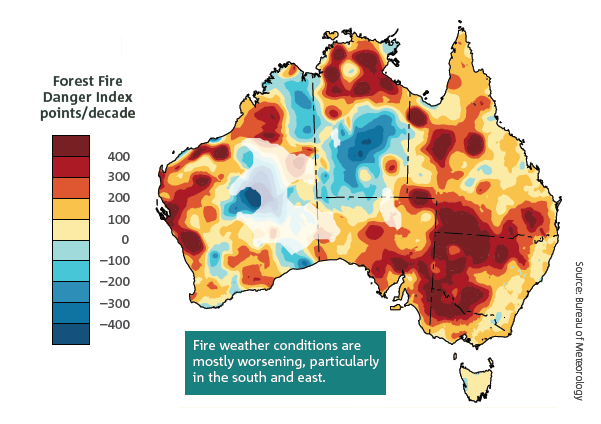 Forest Fire
Danger Index
points/decade
400
300
200
100
0
−100
−200
−300
−400
Fire weather conditions are
mostly worsening, particularly
in the south and east.
Source: Bureau of Meteorology